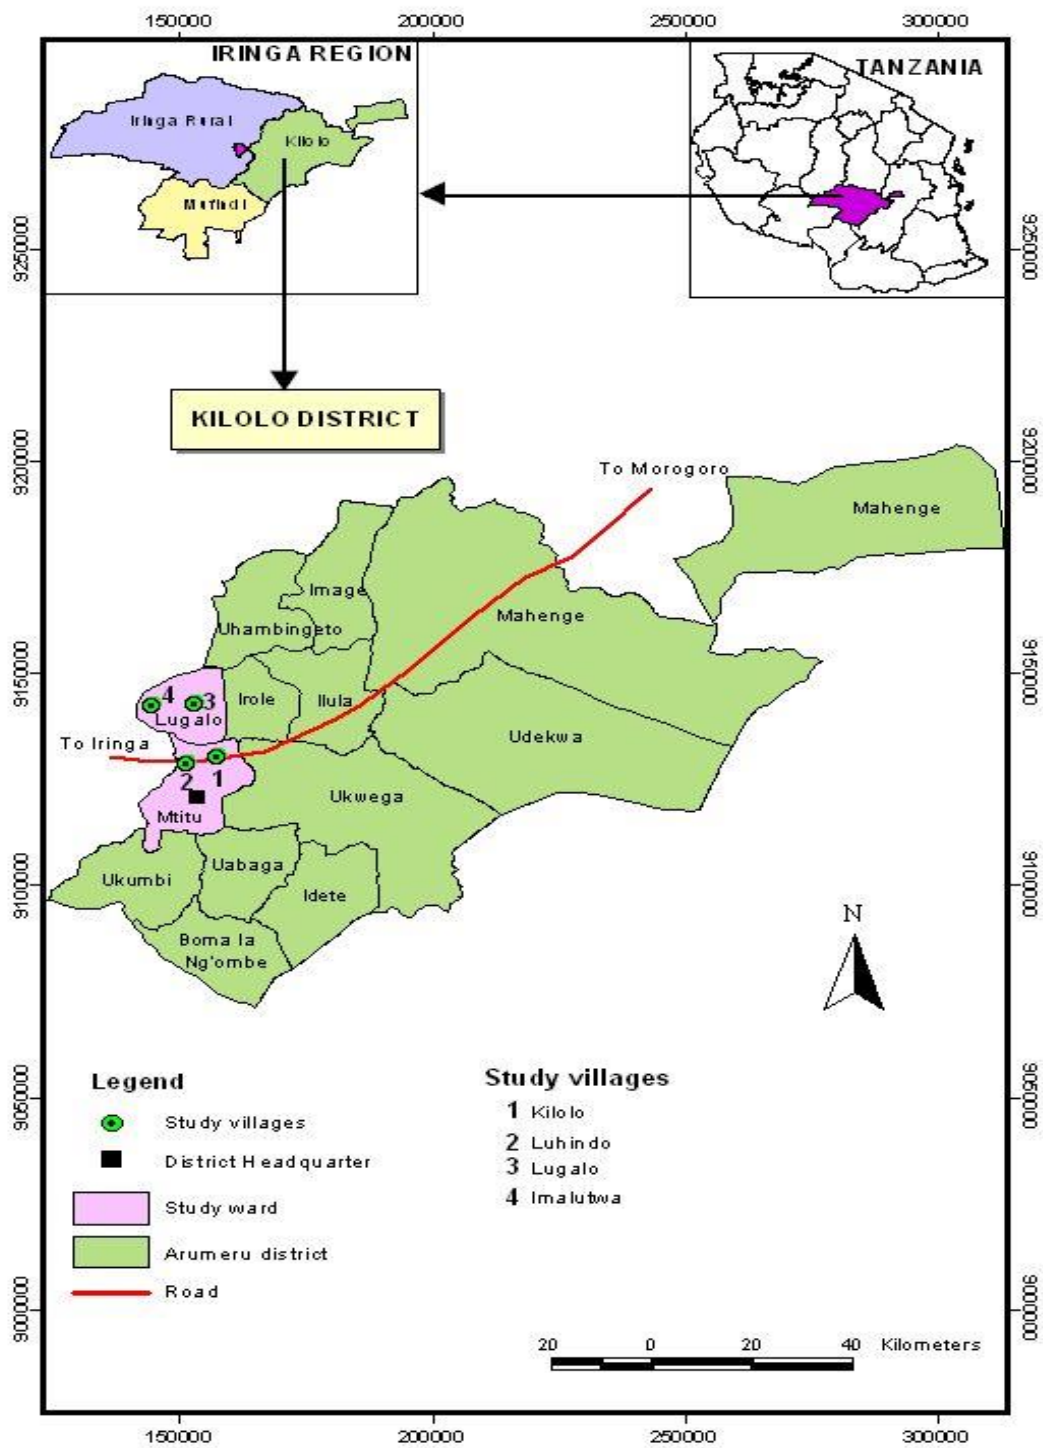 150000 200000 250000 300000
IRINGA REGION
TANZANIA
Iringa Rural
Kilolo
Mufindi
9250000
9250000
KILOLO DISTRICT
9200000
9200000
To Morogoro
Mahenge
Image
Mahenge
Uhambingeto
9150000
9150000
4
3
Irole
Ilula
Lugalo
To Iringa
Udekwa
2
1
Ukwega
Mtitu
Uabaga
Ukumbi
Idete
9100000
9100000
Boma la
Ng'ombe
N
Legend
Study villages
District Headquarter
Study ward
Arumeru district
Road
Study villages
1 Kilolo
2 Luhindo
3 Lugalo
4 Imalutwa
9050000
9050000
9000000
9000000
20 0 20 40 Kilometers
150000 200000 250000 300000